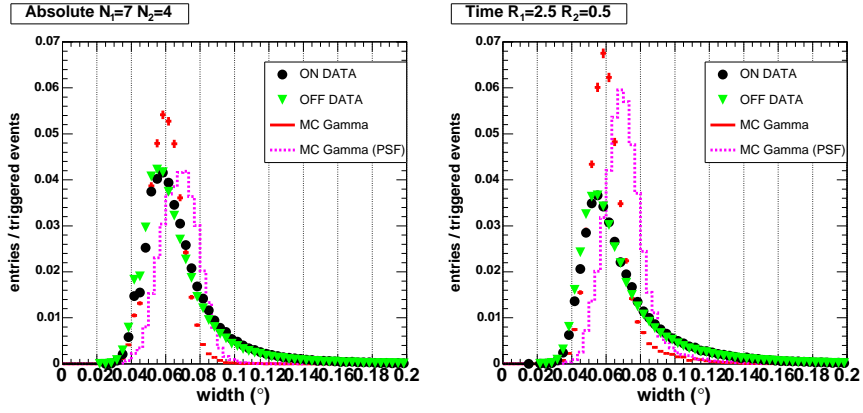 Absolute N₁=7 N₂=4
entries / triggered events
0.07
0.06
0.05
0.04
0.03
0.02
0.01
0
ON DATA
OFF DATA
MC Gamma
MC Gamma (PSF)
0 0.02 0.04 0.06 0.08 0.1 0.12 0.14 0.16 0.18 0.2
width (°)
Time R₁=2.5 R₂=0.5
entries / triggered events
0.07
0.06
0.05
0.04
0.03
0.02
0.01
0
ON DATA
OFF DATA
MC Gamma
MC Gamma (PSF)
0 0.02 0.04 0.06 0.08 0.1 0.12 0.14 0.16 0.18 0.2
width (°)